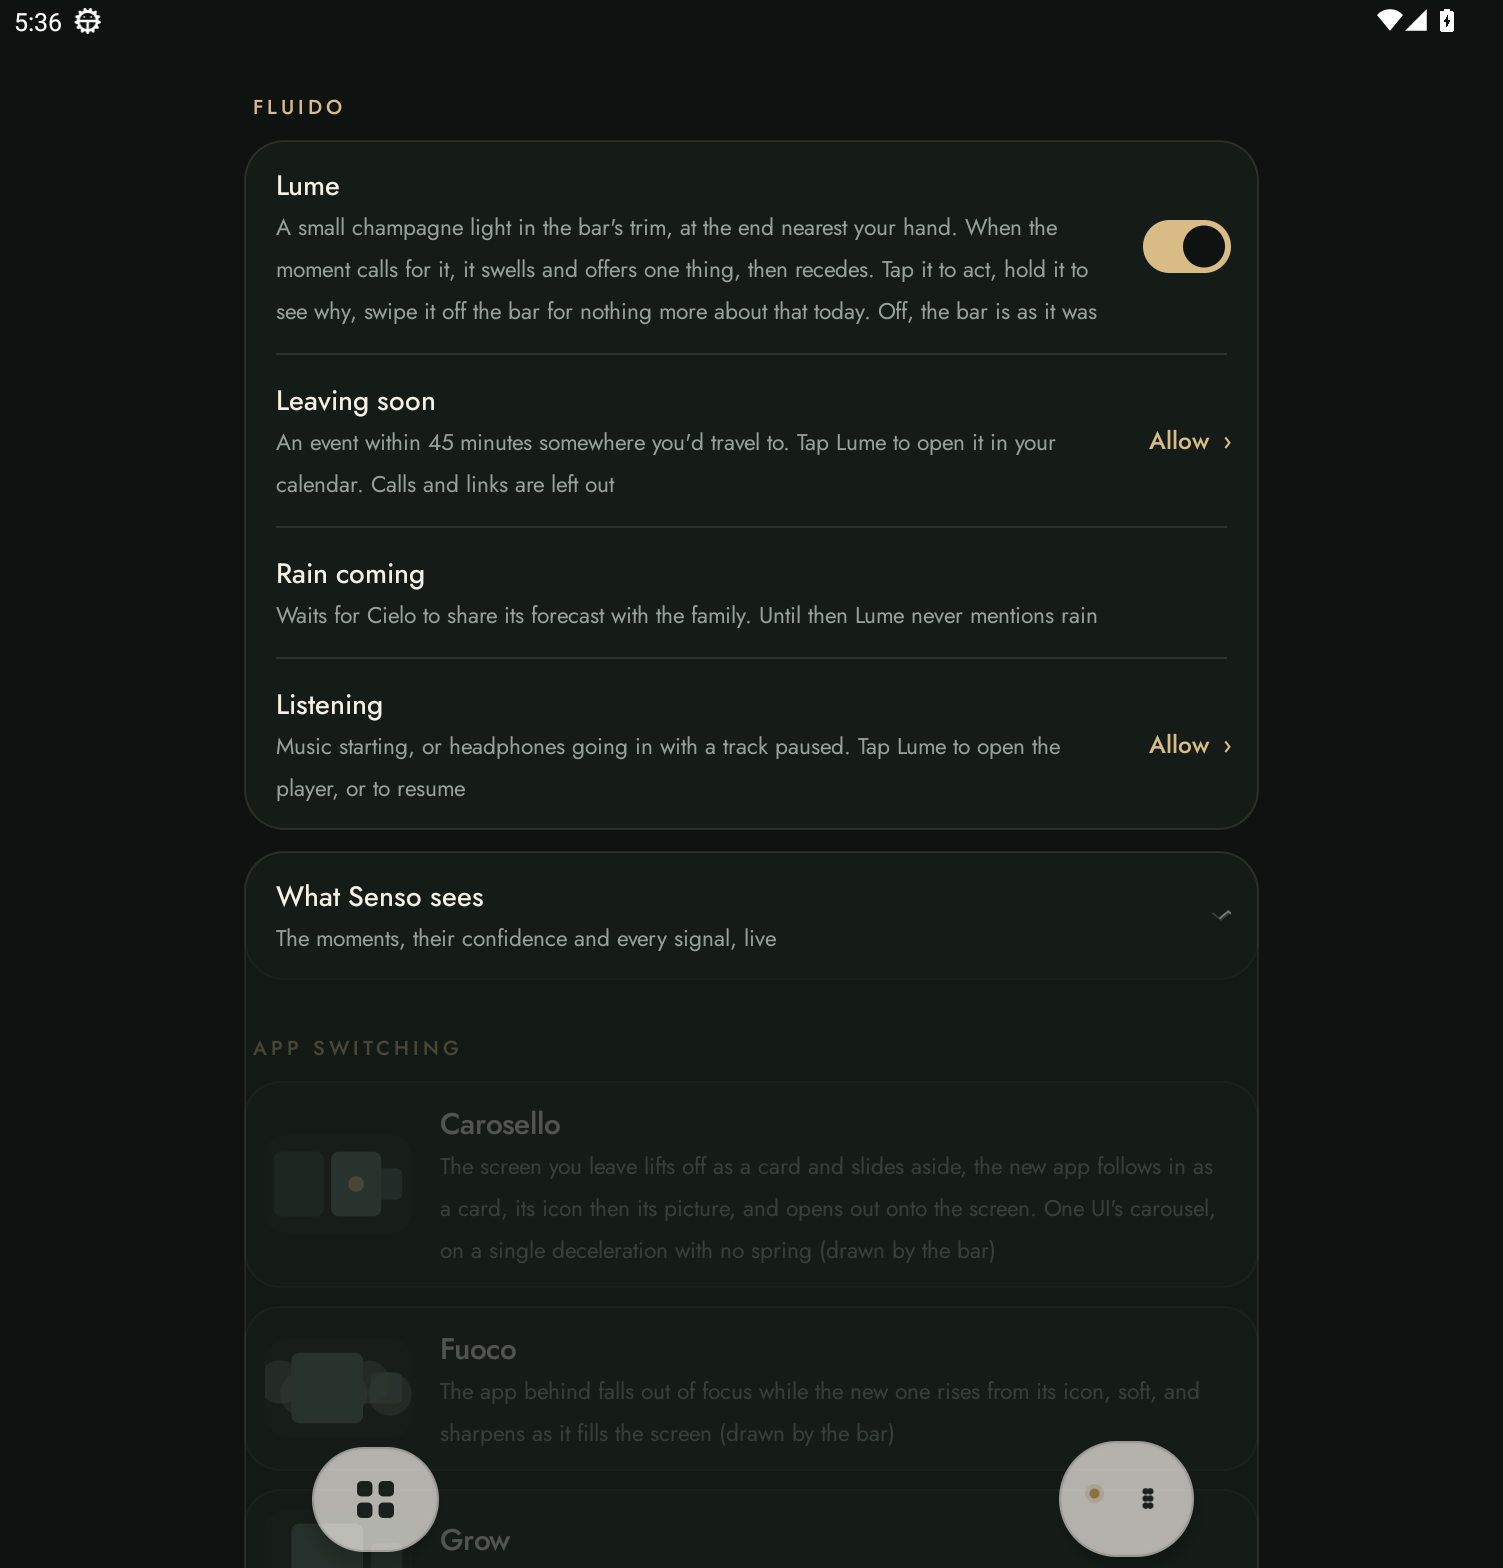 5:36
FLUIDO
Lume
A small champagne light in the bar's trim, at the end nearest your hand. When the
moment calls for it, it swells and offers one thing, then recedes. Tap it to act, hold it to
see why, swipe it off the bar for nothing more about that today. Off, the bar is as it was
Leaving soon
An event within 45 minutes somewhere you'd travel to. Tap Lume to open it in your
calendar. Calls and links are left out
Allow ›
Rain coming
Waits for Cielo to share its forecast with the family. Until then Lume never mentions rain
Listening
Music starting, or headphones going in with a track paused. Tap Lume to open the
player, or to resume
Allow ›
What Senso sees
The moments, their confidence and every signal, live
APP SWITCHING
Carosello
The screen you leave lifts off as a card and slides aside, the new app follows in as
a card, its icon then its picture, and opens out onto the screen. One UI's carousel,
on a single deceleration with no spring (drawn by the bar)
Fuoco
The app behind falls out of focus while the new one rises from its icon, soft, and
sharpens as it fills the screen (drawn by the bar)
Grow